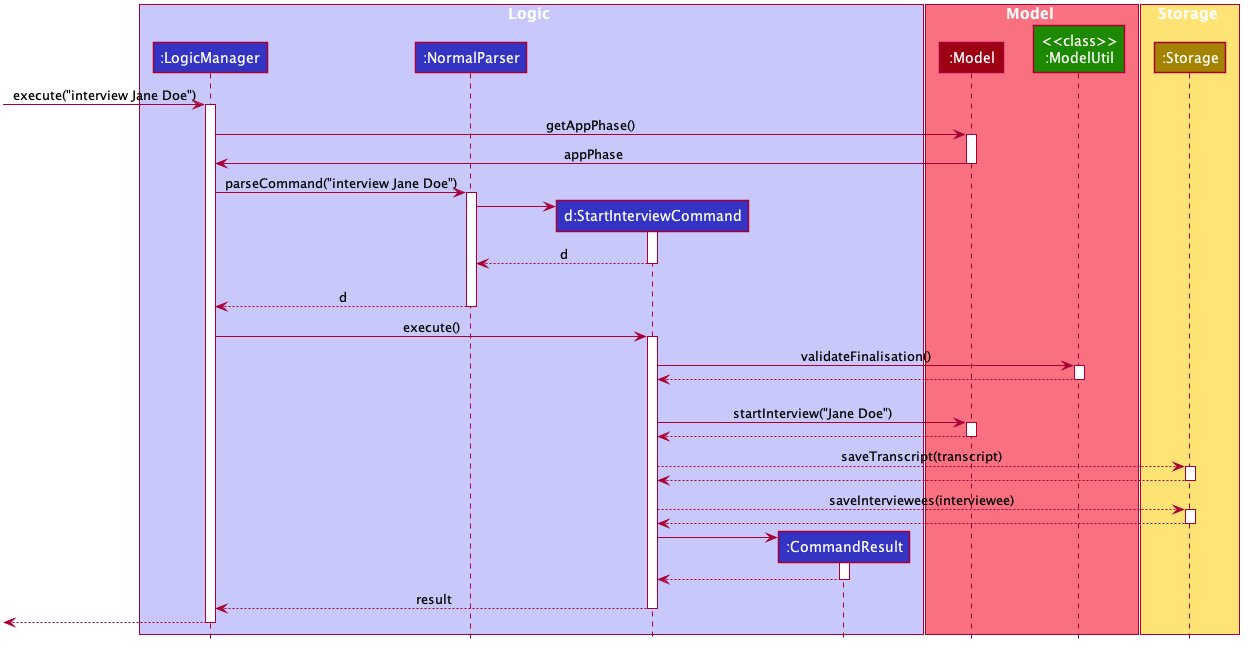 Logic
Model
Storage
<<class>>
:LogicManager
:NormalParser
:Model
:ModelUtil
:Storage
execute("interview Jane Doe")
getAppPhase()
appPhase
parseCommand("interview Jane Doe")
d:StartInterviewCommand
d
d
execute()
validateFinalisation()
startInterview("Jane Doe")
saveTranscript(transcript)
saveInterviewees(interviewee)
:CommandResult
result